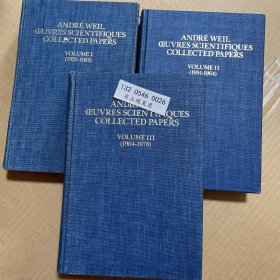 ANDRÉ WEIL
ŒUVRES SCIENTIFIQUES
COLLECTED PAPERS
VOLUME I
ANDRÉ WEIL
ŒUVRES SCIENTIFIQUES
COLLECTED PAPERS
VOLUME II
(1951-1964)
132 0546 0026
ŒUVRES SCIENTIFIQUES
COLLECTED PAPERS
VOLUME III
(1964-1978)